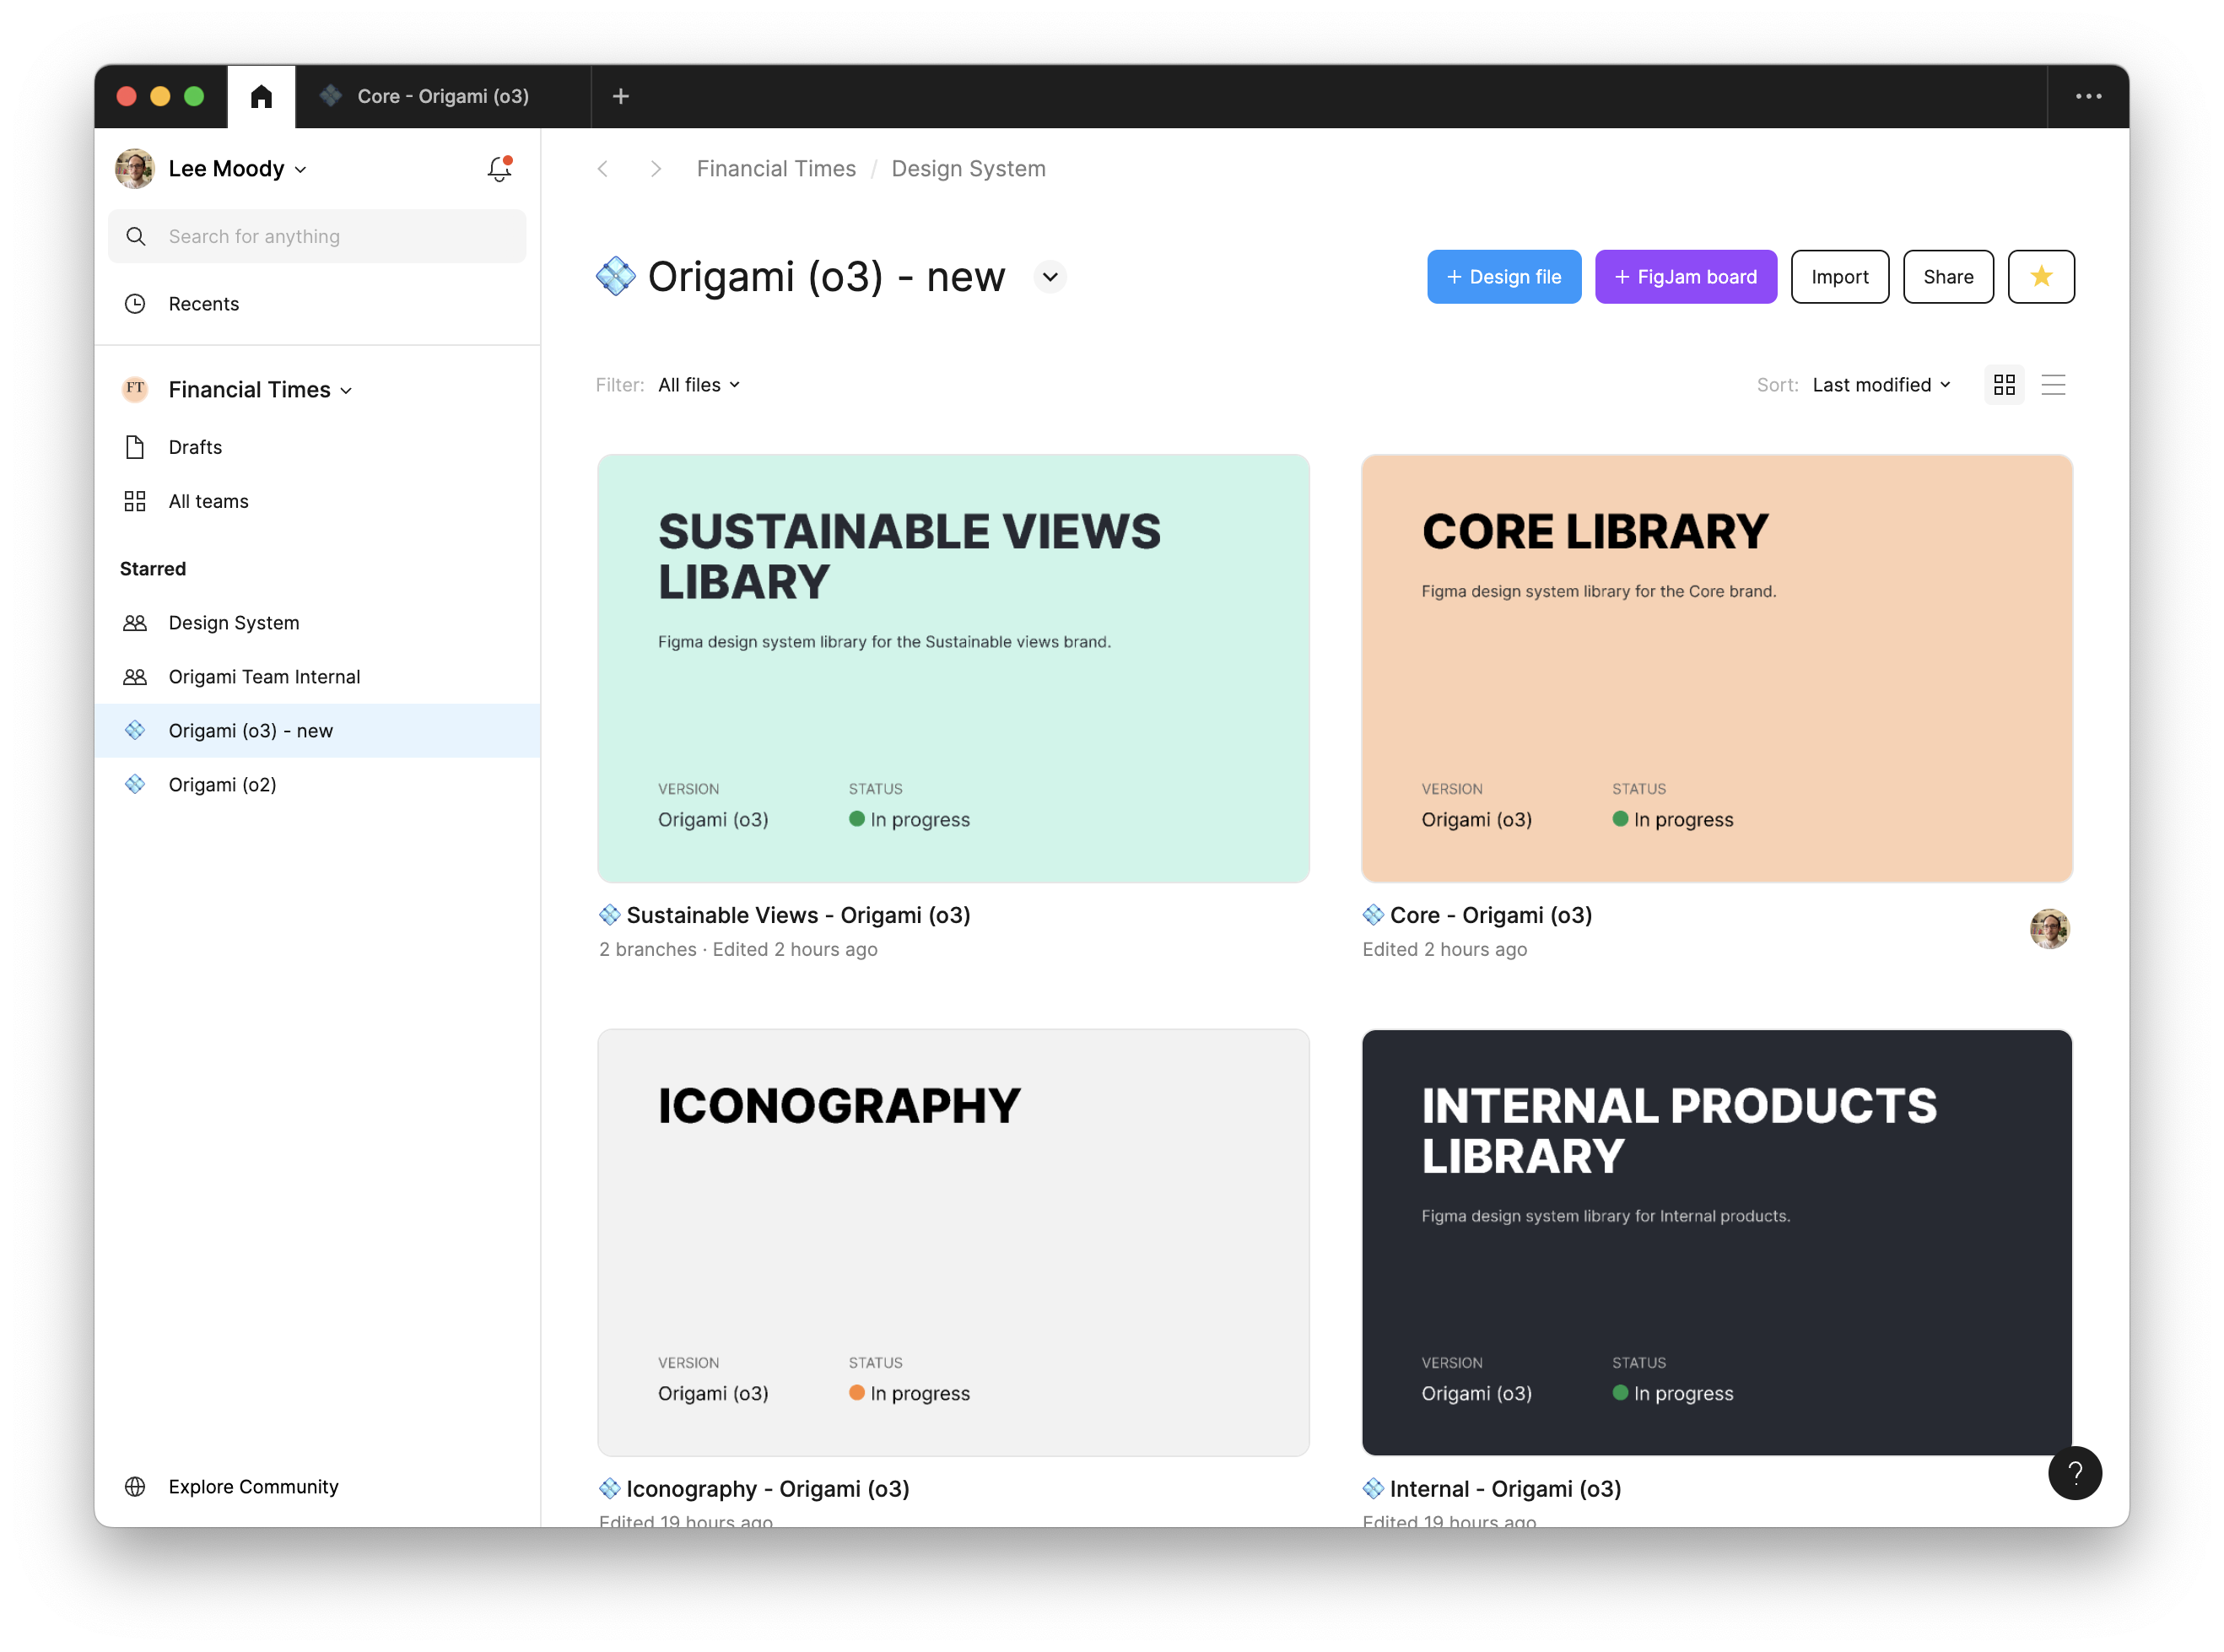 Core - Origami (o3)
Lee Moody
Search for anything
Recents
FT Financial Times
Drafts
All teams
Starred
Design System
Origami Team Internal
Origami (o3) - new
Origami (o2)
Explore Community
Financial Times / Design System
Origami (o3) - new
+ Design file
+ FigJam board
Import
Share
Filter: All files
Sort: Last modified
SUSTAINABLE VIEWS
LIBARY
Figma design system library for the Sustainable views brand.
VERSION STATUS
Origami (o3) In progress
Sustainable Views - Origami (o3)
2 branches · Edited 2 hours ago
CORE LIBRARY
Figma design system library for the Core brand.
VERSION STATUS
Origami (o3) In progress
Core - Origami (o3)
Edited 2 hours ago
ICONOGRAPHY
VERSION STATUS
Origami (o3) In progress
Iconography - Origami (o3)
Edited 19 hours ago
INTERNAL PRODUCTS
LIBRARY
Figma design system library for Internal products.
VERSION STATUS
Origami (o3) In progress
Internal - Origami (o3)
Edited 19 hours ago
?